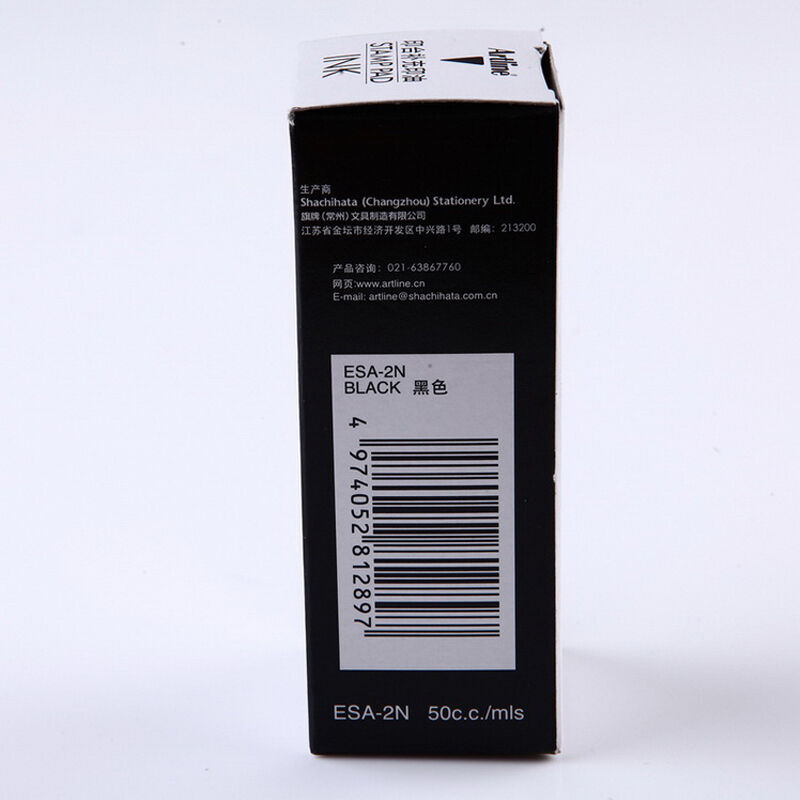 Artline
印台补充印油
STAMP PAD
INK
生产商
Shachihata (Changzhou) Stationery Ltd.
旗牌(常州)文具制造有限公司
江苏省金坛市经济开发区中兴路1号 邮编: 213200
产品咨询: 021-63867760
网页:www.artline.cn
E-mail: artline@shachihata.com.cn
ESA-2N
BLACK 黑色
4 974052 812897
ESA-2N 50c.c./mls